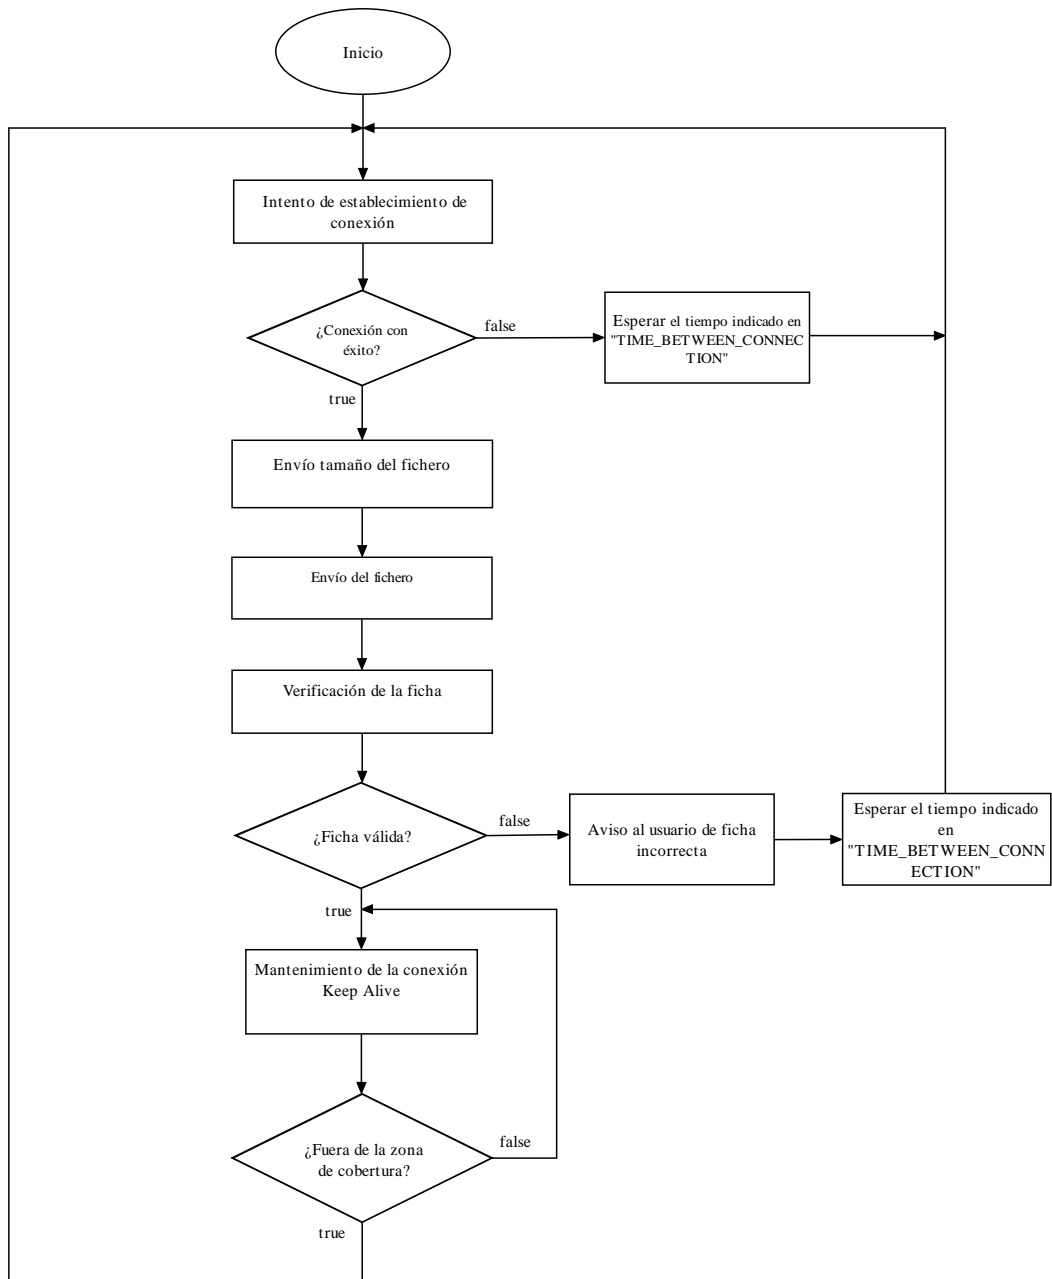 Inicio
Intento de establecimiento de
conexión
¿Conexión con
éxito?
false
Esperar el tiempo indicado en
"TIME_BETWEEN_CONNEC
TION"
true
Envío tamaño del fichero
Envío del fichero
Verificación de la ficha
¿Ficha válida?
false
Aviso al usuario de ficha
incorrecta
Esperar el tiempo indicado
en
"TIME_BETWEEN_CONN
ECTION"
true
Mantenimiento de la conexión
Keep Alive
¿Fuera de la zona
de cobertura?
false
true